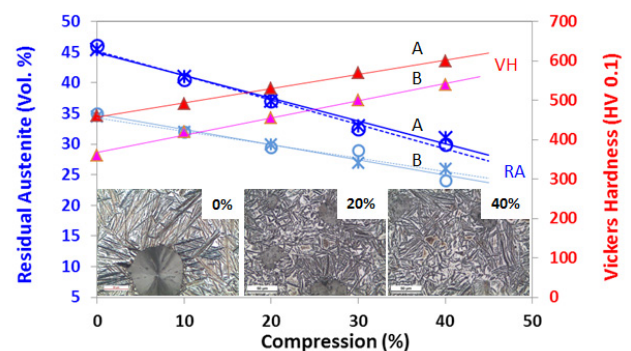 50 700
45 A VH 600
40 B 500
35 A 400
30
25 B RA 300
20 0% 20% 40% 200
15
10 100
5 0
0 10 20 30 40 50
Compression (%)
Residual Austenite (Vol. %)
Vickers Hardness (HV 0.1)